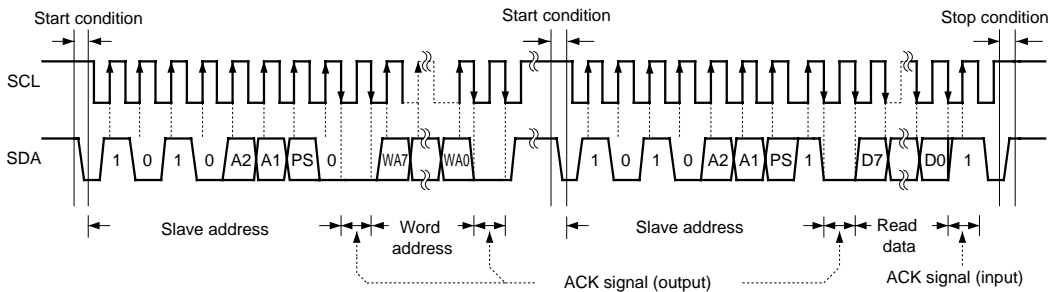 Start condition
Start condition
Stop condition
SCL
SDA
1 0 1 0 A2 A1 PS 0 WA7 WA0 1 0 1 0 A2 A1 PS 1 D7 D0 1
Slave address
Word
address
Slave address
Read
data
ACK signal (output)
ACK signal (input)